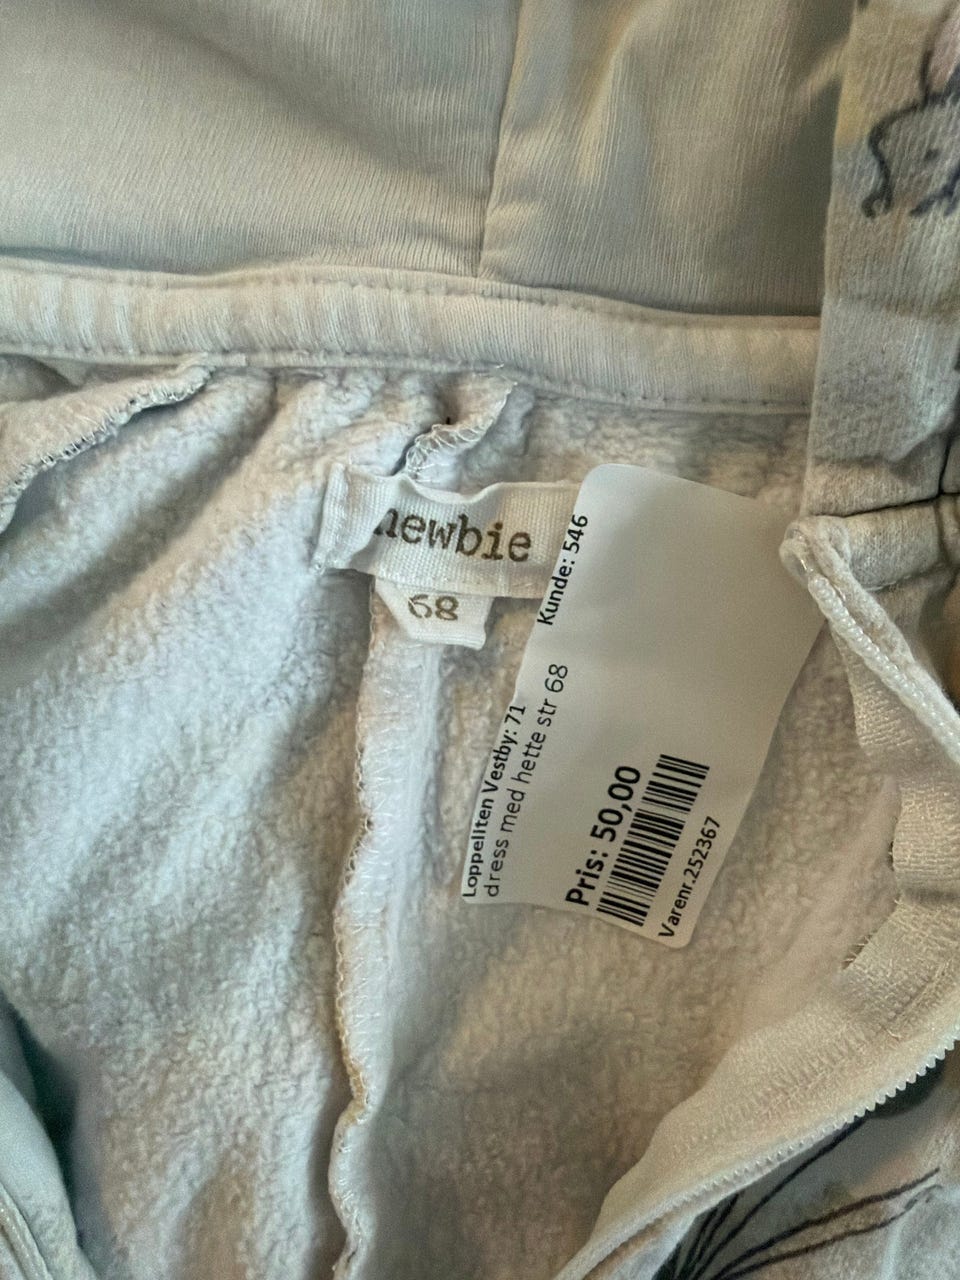 newbie
68
Loppeliten Vestby: 71
Kunde: 546
dress med hette str 68
Pris: 50,00
Varenr.252367